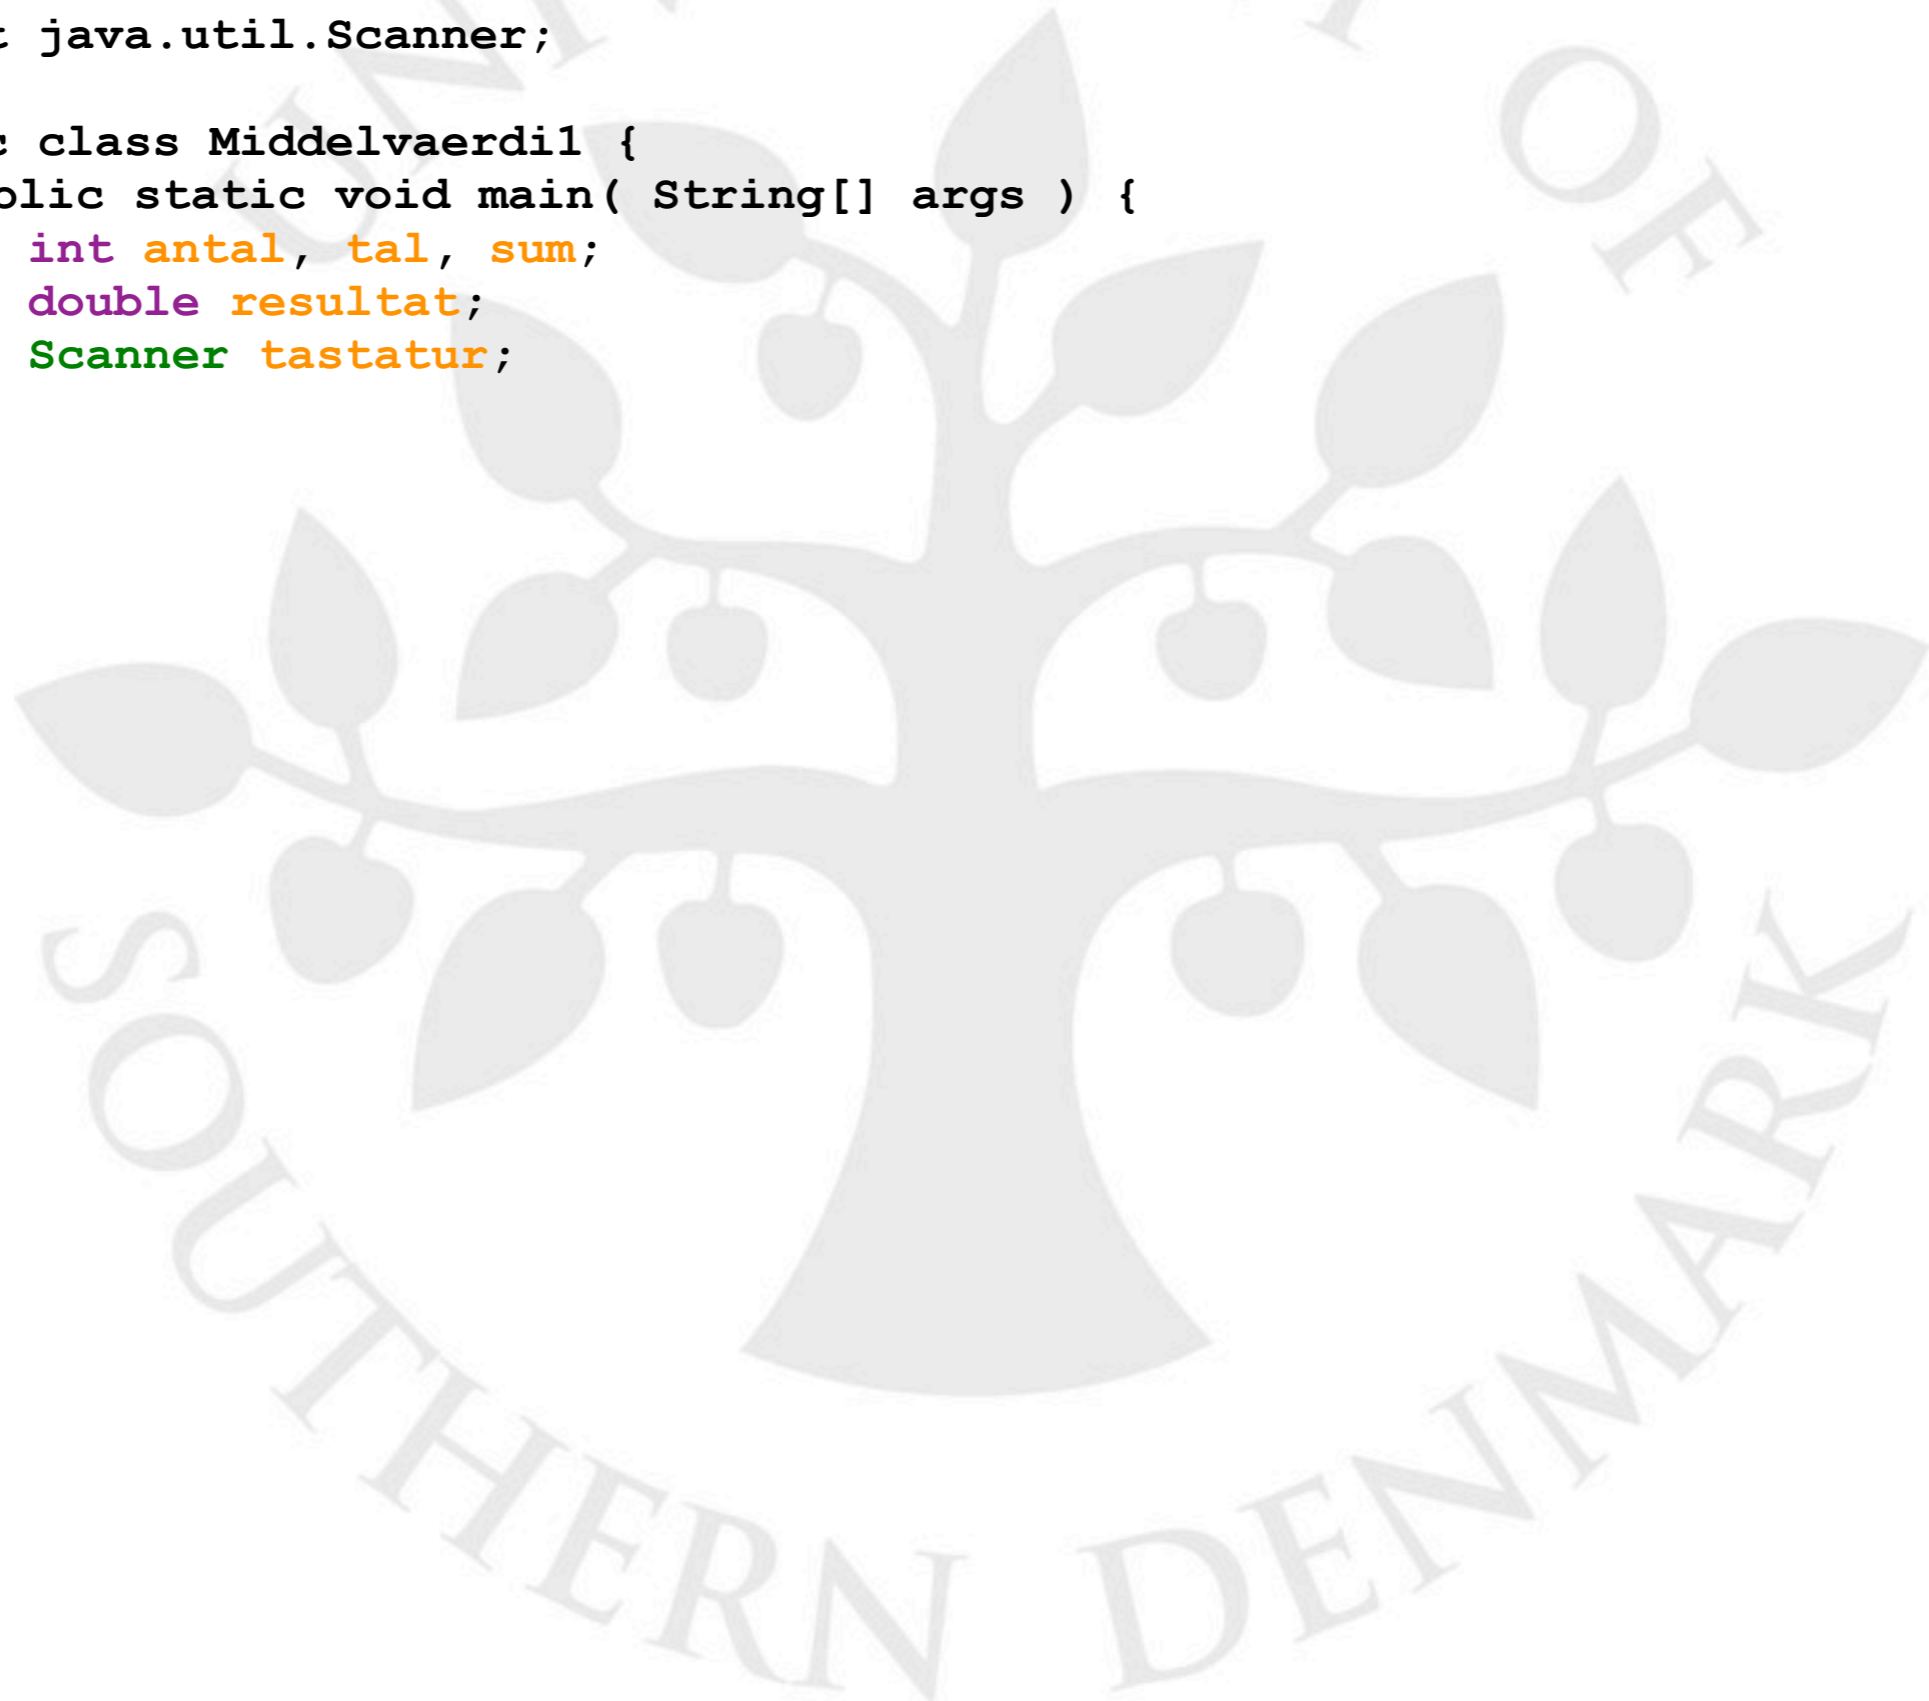 t java.util.Scanner;
c class Middelvaerdi1 {
blic static void main( String[] args ) {
int antal, tal, sum;
double resultat;
Scanner tastatur;
OF
SOUTHERN DENMARK